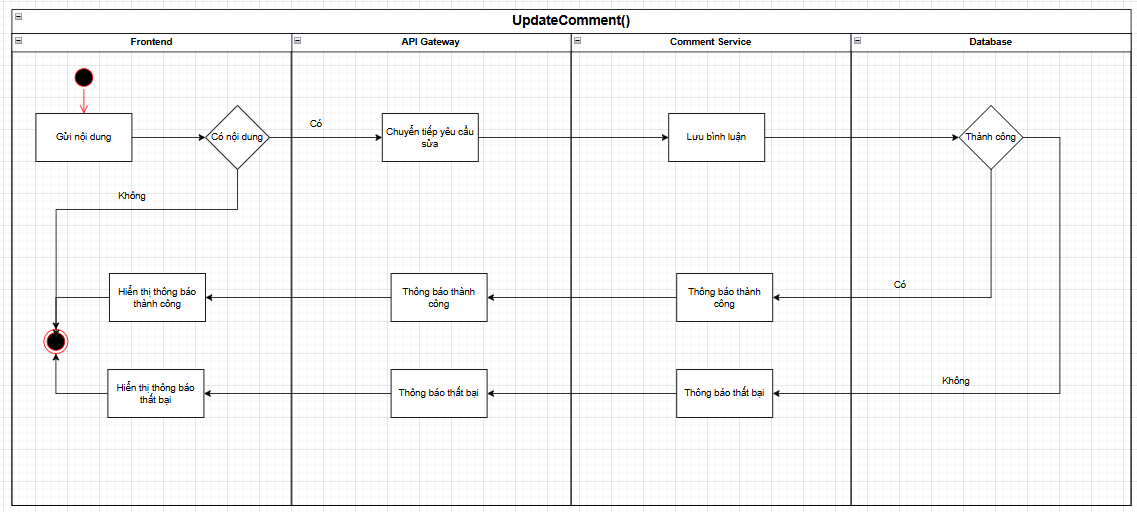 UpdateComment()
Frontend
API Gateway
Comment Service
Database
Gửi nội dung
Có nội dung
Có
Chuyển tiếp yêu cầu
sửa
Lưu bình luận
Thành công
Không
Hiển thị thông báo
thành công
Thông báo thành
công
Thông báo thành
công
Có
Hiển thị thông báo
thất bại
Thông báo thất bại
Thông báo thất bại
Không